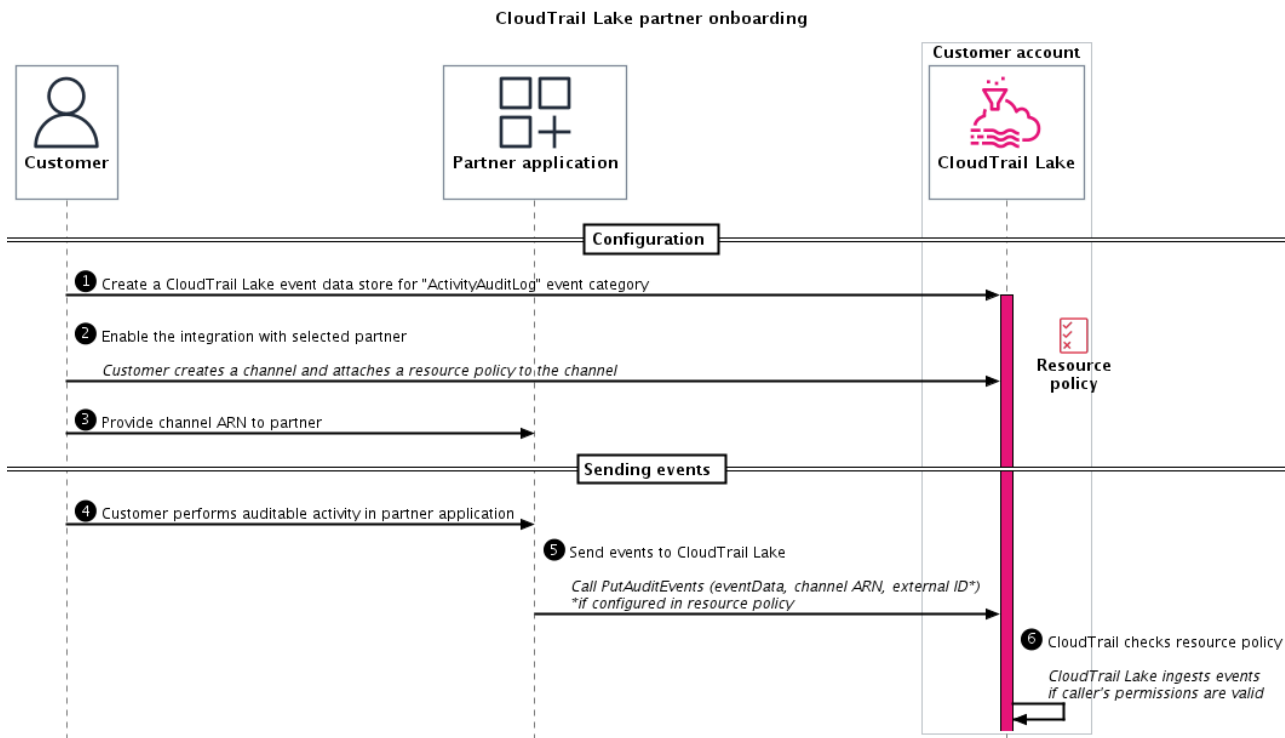 CloudTrail Lake partner onboarding
Customer account
Customer
Partner application
CloudTrail Lake
Configuration
1 Create a CloudTrail Lake event data store for "ActivityAuditLog" event category
2 Enable the integration with selected partner
Customer creates a channel and attaches a resource policy to the channel
Resource
policy
3 Provide channel ARN to partner
Sending events
4 Customer performs auditable activity in partner application
5 Send events to CloudTrail Lake
Call PutAuditEvents (eventData, channel ARN, external ID*)
*if configured in resource policy
6 CloudTrail checks resource policy
CloudTrail Lake ingests events
if caller's permissions are valid